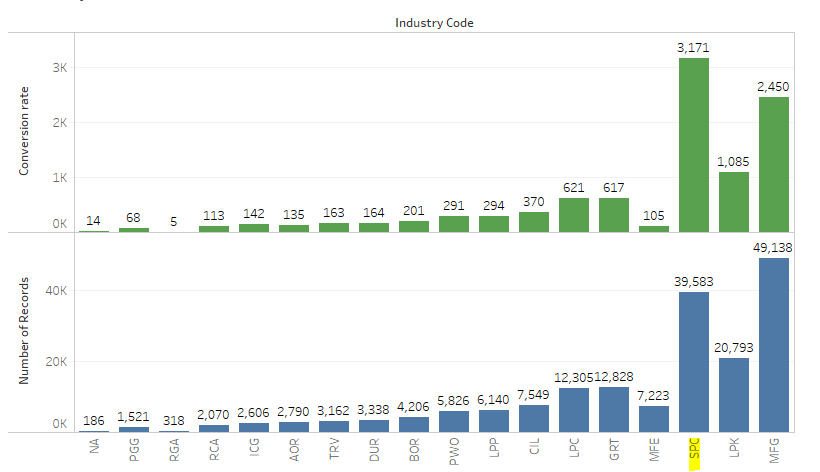 Industry Code
Conversion rate
3K
2K
1K
0K
14 68 5 113 142 135 163 164 201 291 294 370 621 617 105 3,171 1,085 2,450
Number of Records
40K
20K
0K
186 1,521 318 2,070 2,606 2,790 3,162 3,338 4,206 5,826 6,140 7,549 12,305 12,828 7,223 39,583 20,793 49,138
NA PGG RGA RCA ICG AOR TRV DUR BOR PWO LPP CIL LPC GRT MFE SPC LPK MFG